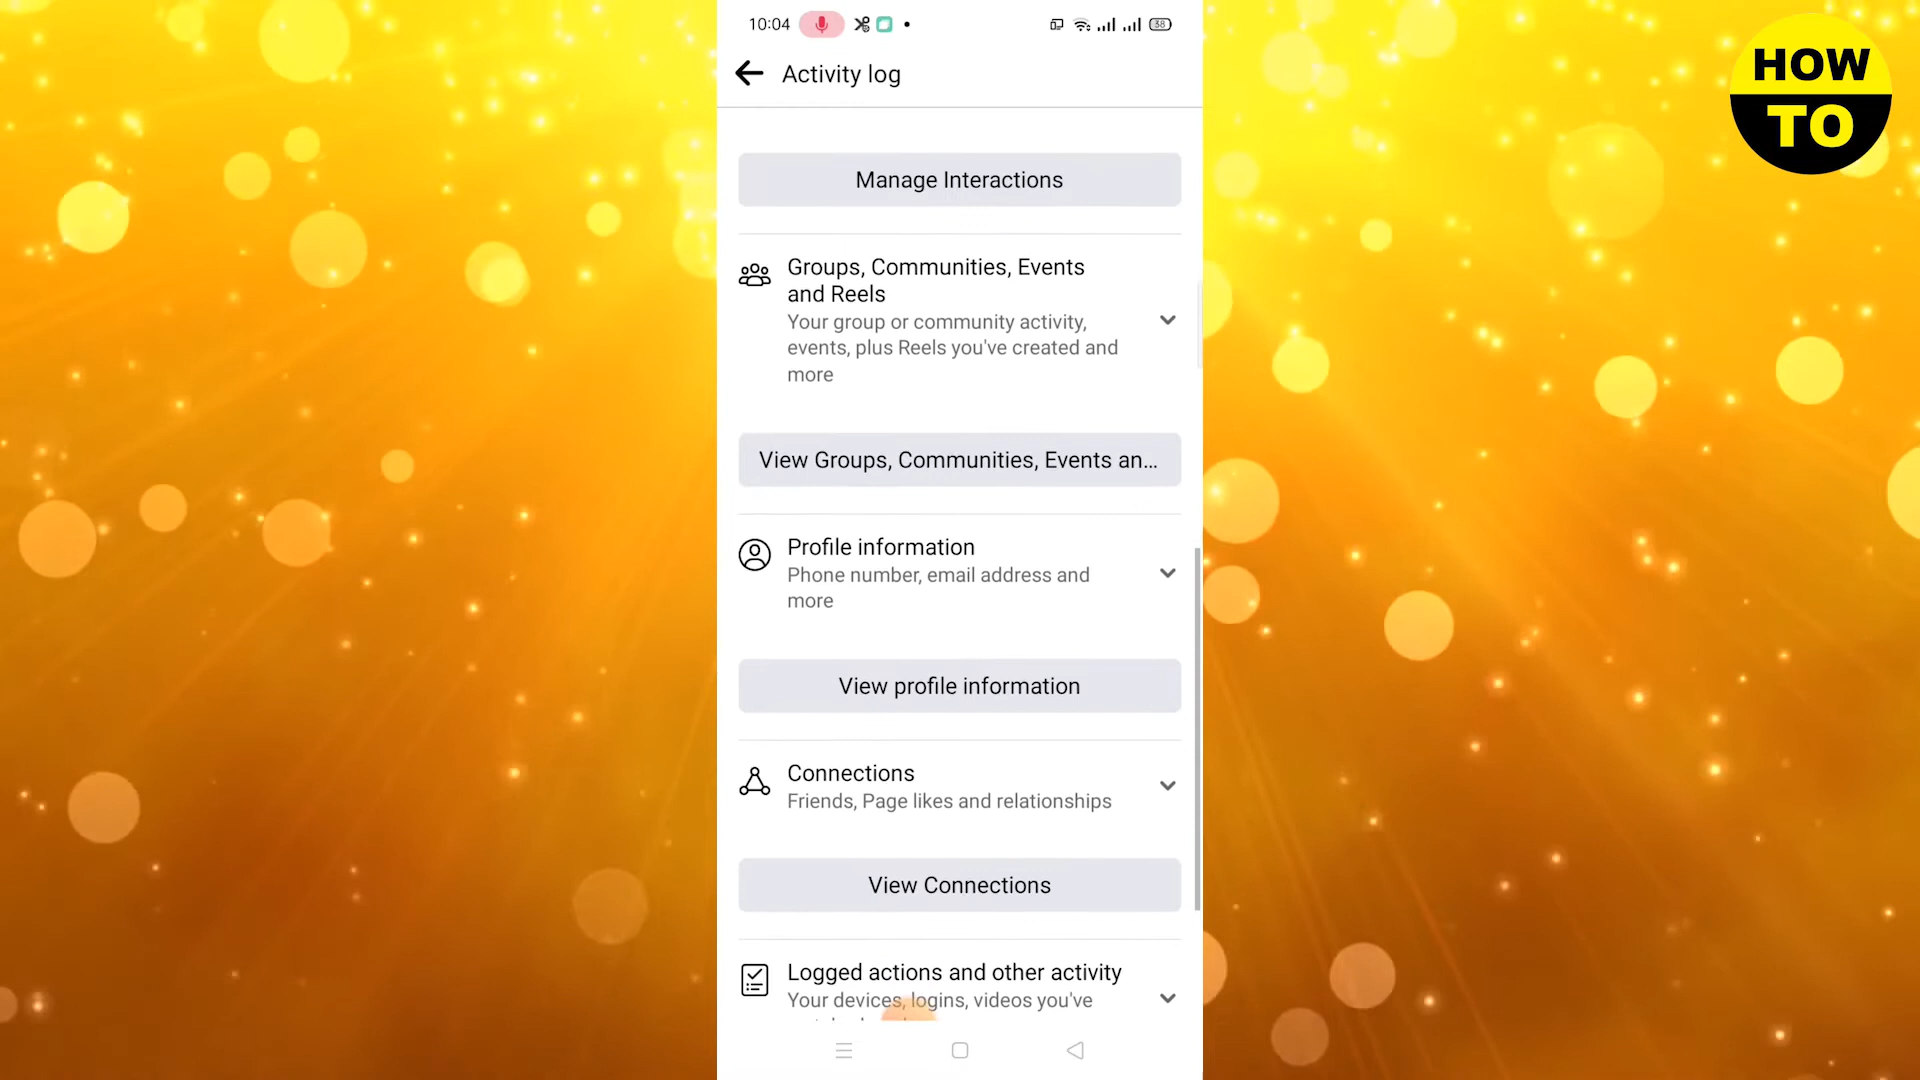 10:04
38
Activity log
HOW
TO
Manage Interactions
Groups, Communities, Events
and Reels
Your group or community activity,
events, plus Reels you've created and
more
View Groups, Communities, Events an...
Profile information
Phone number, email address and
more
View profile information
Connections
Friends, Page likes and relationships
View Connections
Logged actions and other activity
Your devices, logins, videos you've